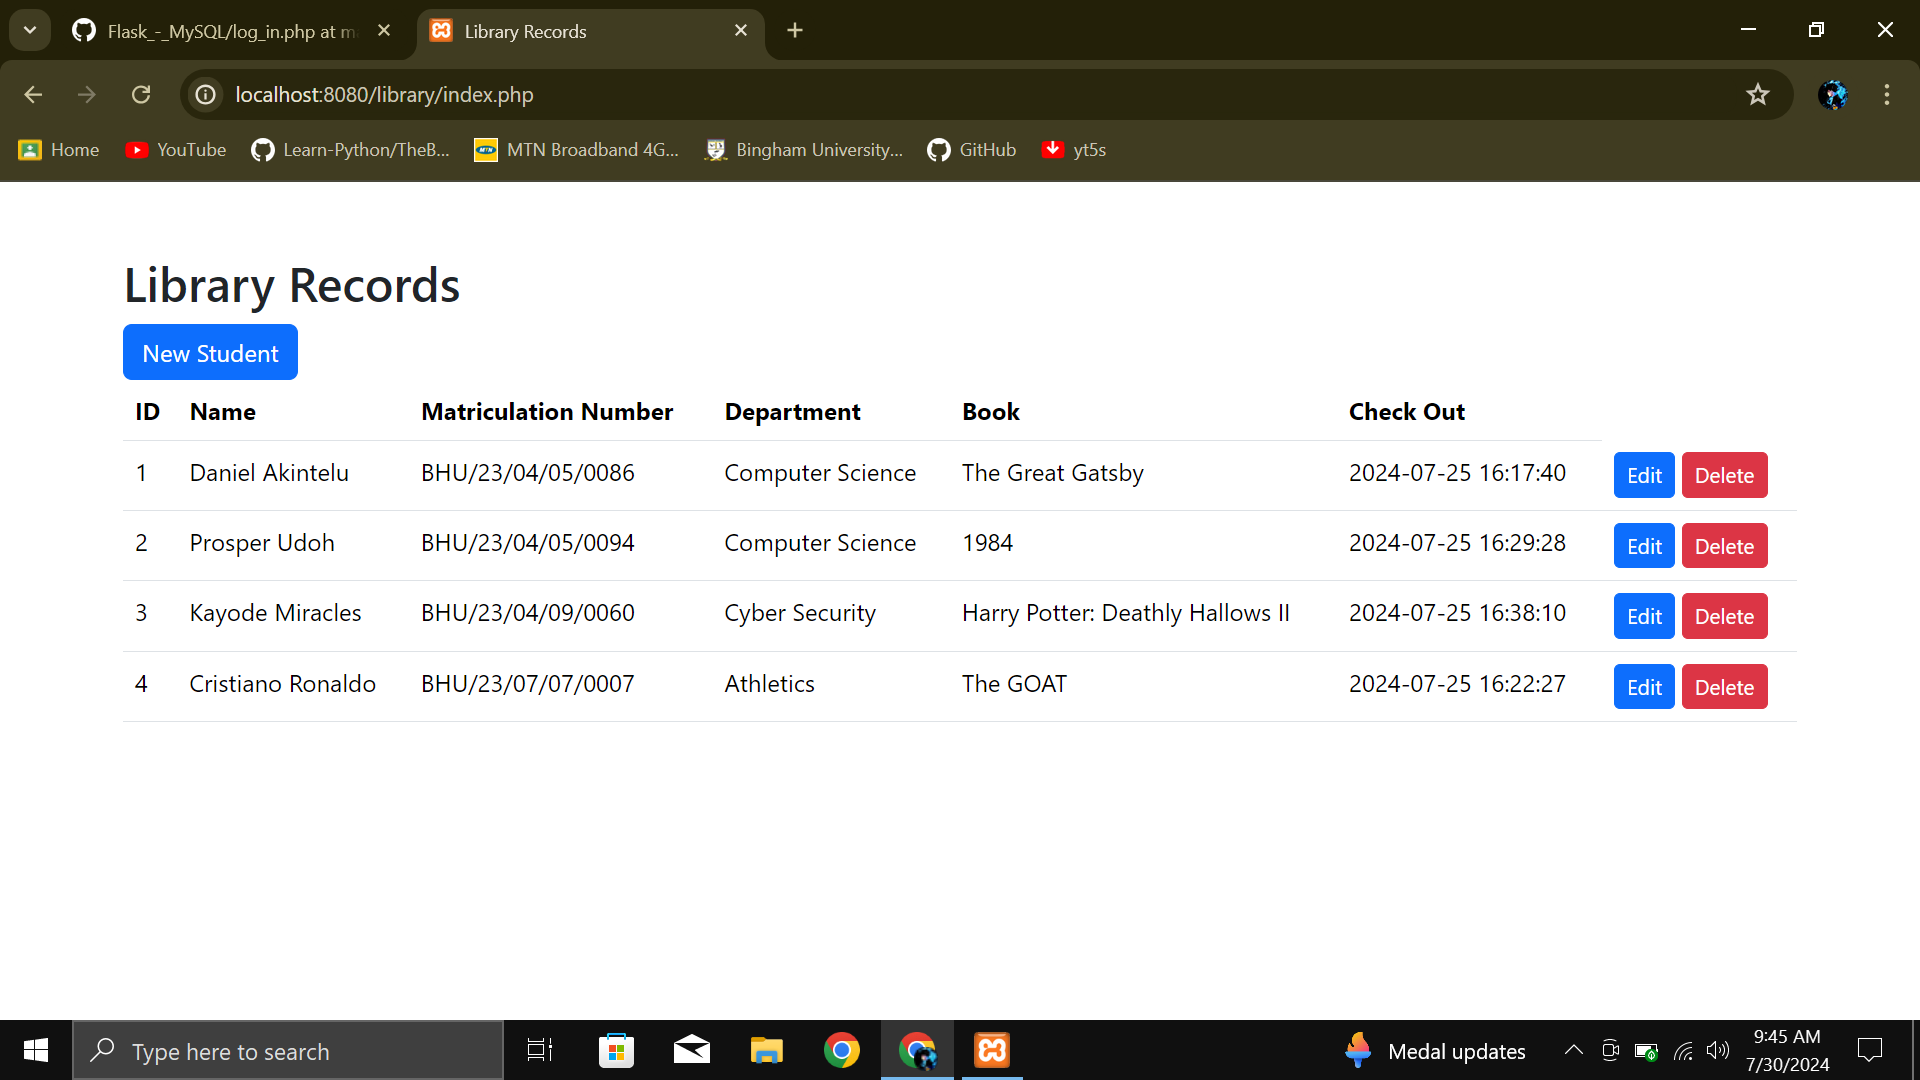 Flask_-_MySQL/log_in.php at ma
Library Records
localhost:8080/library/index.php
Home YouTube Learn-Python/TheB... MTN Broadband 4G... Bingham University... GitHub yt5s
Library Records
New Student
ID Name Matriculation Number Department Book Check Out
1 Daniel Akintelu BHU/23/04/05/0086 Computer Science The Great Gatsby 2024-07-25 16:17:40 Edit Delete
2 Prosper Udoh BHU/23/04/05/0094 Computer Science 1984 2024-07-25 16:29:28 Edit Delete
3 Kayode Miracles BHU/23/04/09/0060 Cyber Security Harry Potter: Deathly Hallows II 2024-07-25 16:38:10 Edit Delete
4 Cristiano Ronaldo BHU/23/07/07/0007 Athletics The GOAT 2024-07-25 16:22:27 Edit Delete
Type here to search
Medal updates
9:45 AM
7/30/2024